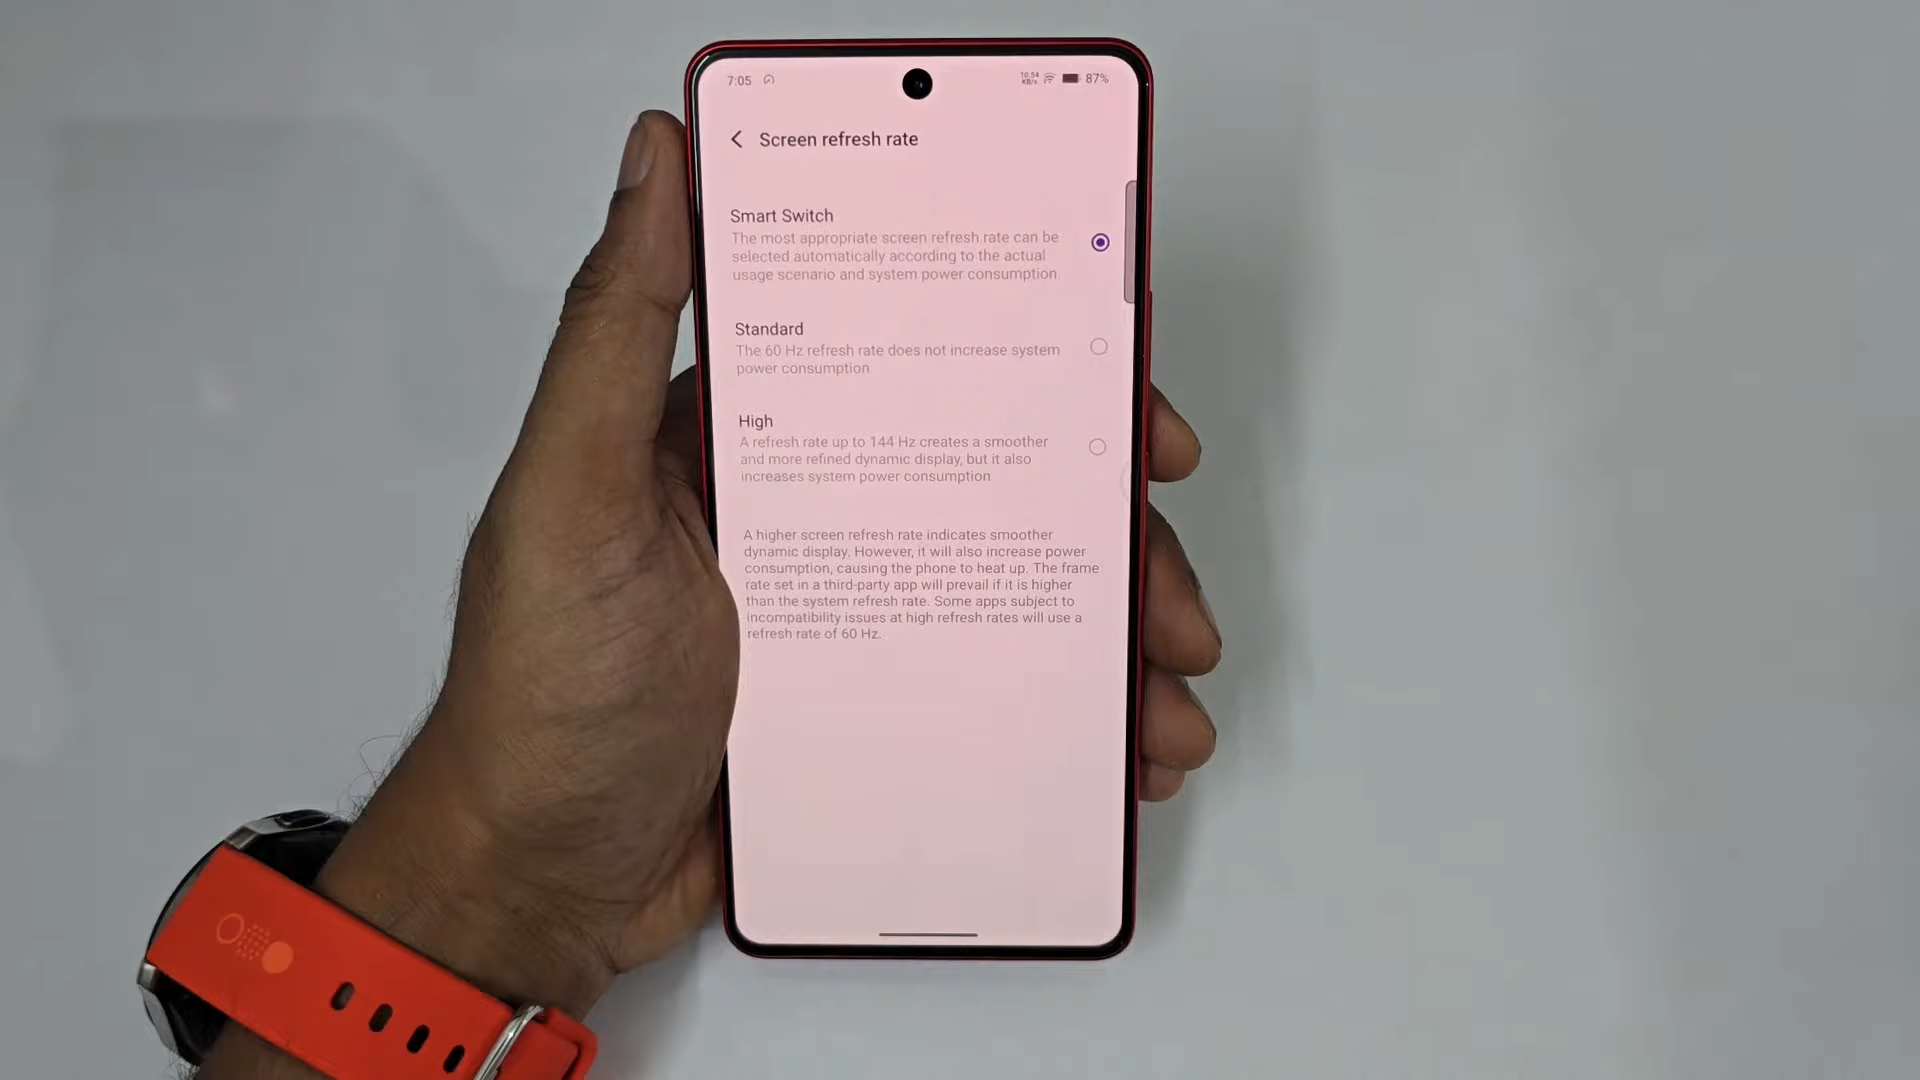 7:05
10.54
KB/s
87%
Screen refresh rate
Smart Switch
The most appropriate screen refresh rate can be
selected automatically according to the actual
usage scenario and system power consumption.
Standard
The 60 Hz refresh rate does not increase system
power consumption
High
A refresh rate up to 144 Hz creates a smoother
and more refined dynamic display, but it also
increases system power consumption
A higher screen refresh rate indicates smoother
dynamic display. However, it will also increase power
consumption, causing the phone to heat up. The frame
rate set in a third-party app will prevail if it is higher
than the system refresh rate. Some apps subject to
incompatibility issues at high refresh rates will use a
refresh rate of 60 Hz.